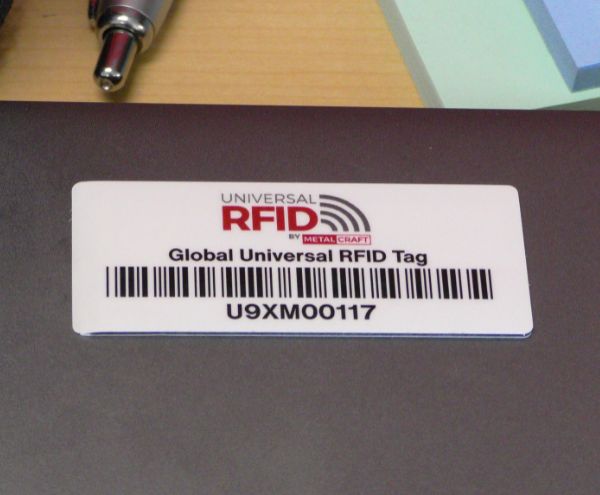 UNIVERSAL
RFID
BY METALCRAFT
Global Universal RFID Tag
U9XM00117